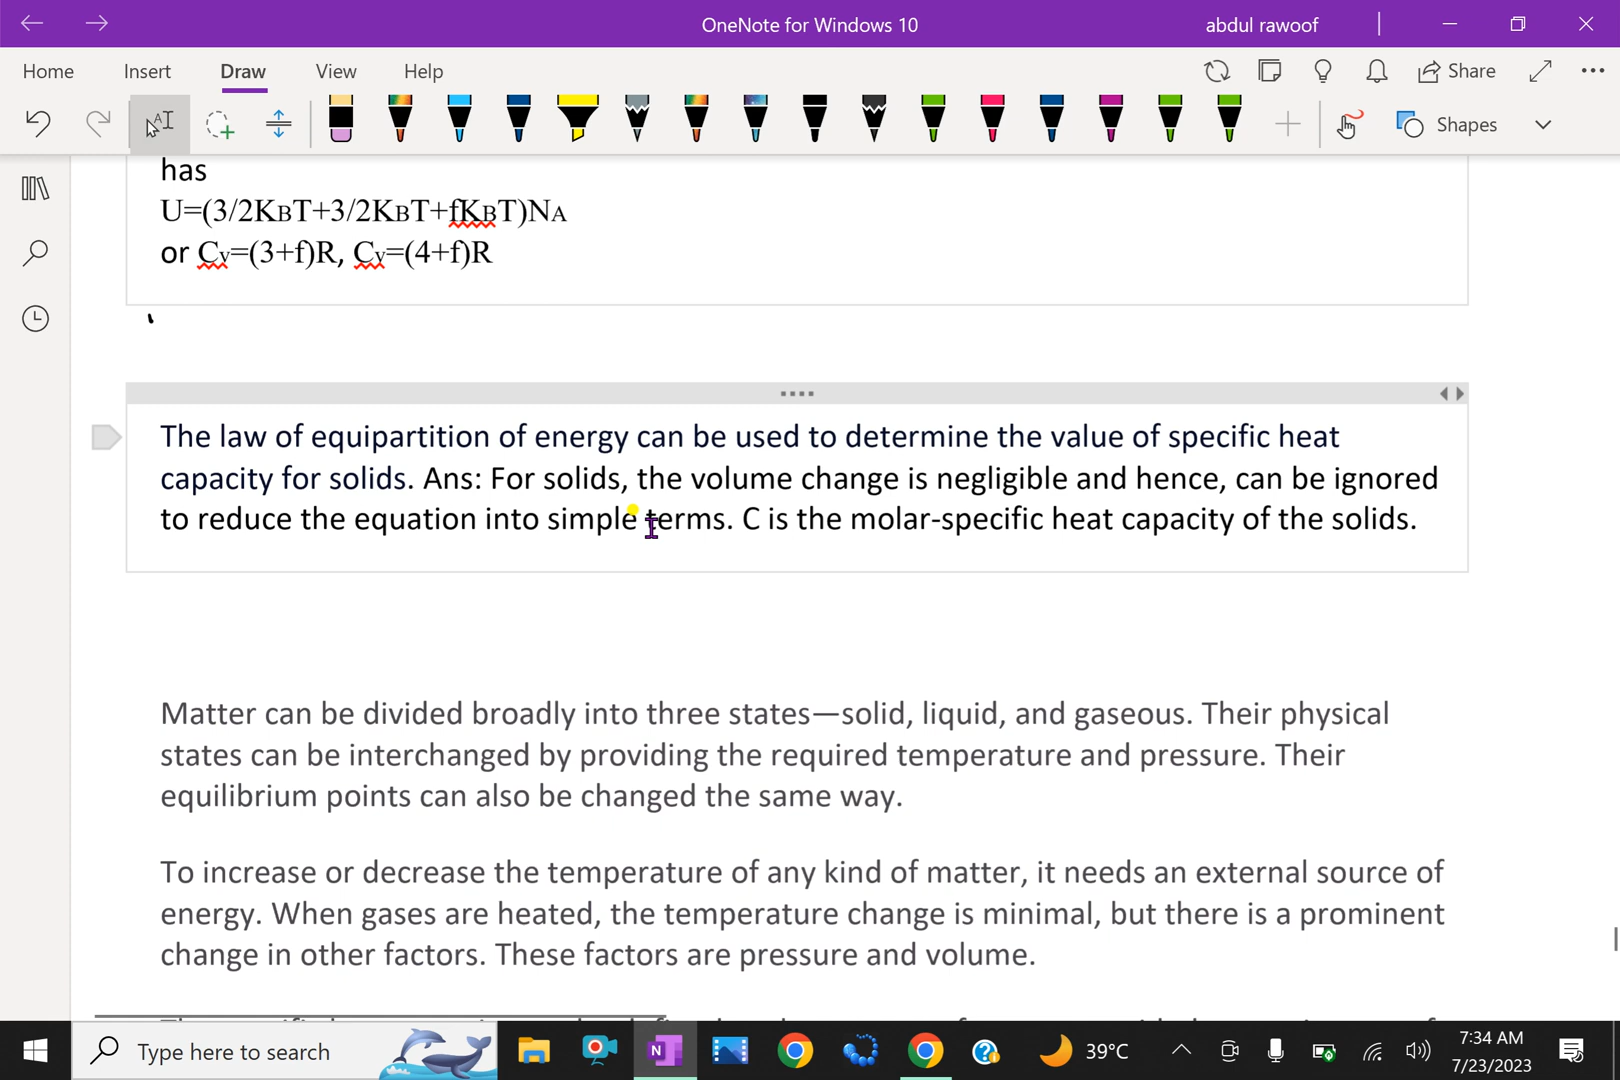 OneNote for Windows 10
abdul rawoof
Home Insert Draw View Help
Share
Shapes
has
U=(3/2KBT+3/2KBT+fKBT)NA
or Cv=(3+f)R, Cv=(4+f)R
The law of equipartition of energy can be used to determine the value of specific heat
capacity for solids. Ans: For solids, the volume change is negligible and hence, can be ignored
to reduce the equation into simple terms. C is the molar-specific heat capacity of the solids.
Matter can be divided broadly into three states—solid, liquid, and gaseous. Their physical
states can be interchanged by providing the required temperature and pressure. Their
equilibrium points can also be changed the same way.
To increase or decrease the temperature of any kind of matter, it needs an external source of
energy. When gases are heated, the temperature change is minimal, but there is a prominent
change in other factors. These factors are pressure and volume.
Type here to search
39°C
7:34 AM
7/23/2023